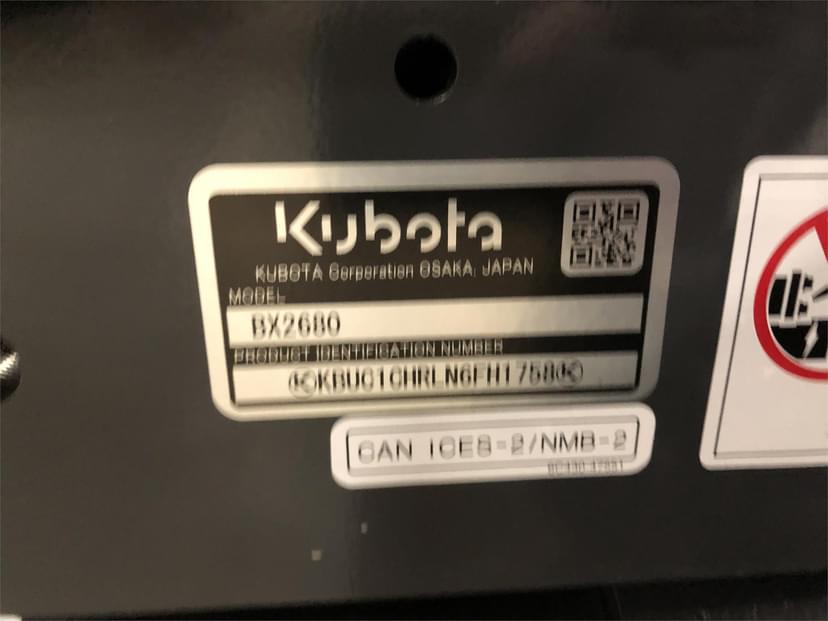 Kubota
KUBOTA Corporation OSAKA, JAPAN
MODEL
BX2680
PRODUCT IDENTIFICATION NUMBER
CAN ICES-2/NMB-2